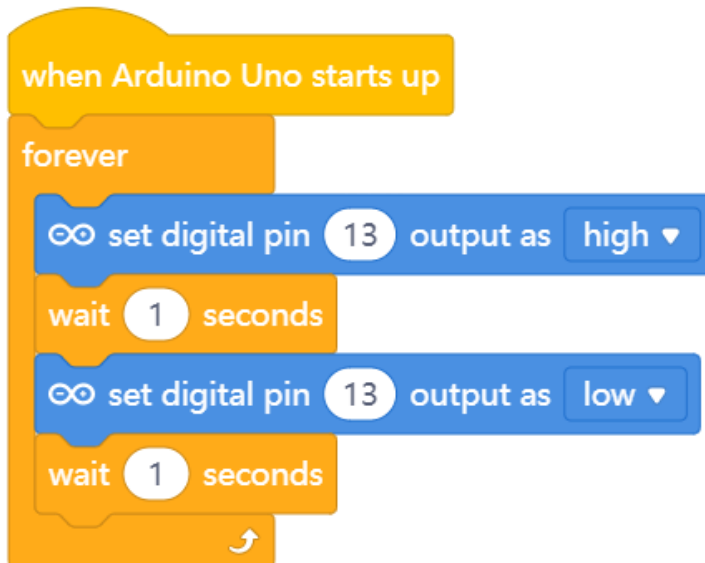 when Arduino Uno starts up
forever
set digital pin 13 output as high
wait 1 seconds
set digital pin 13 output as low
wait 1 seconds